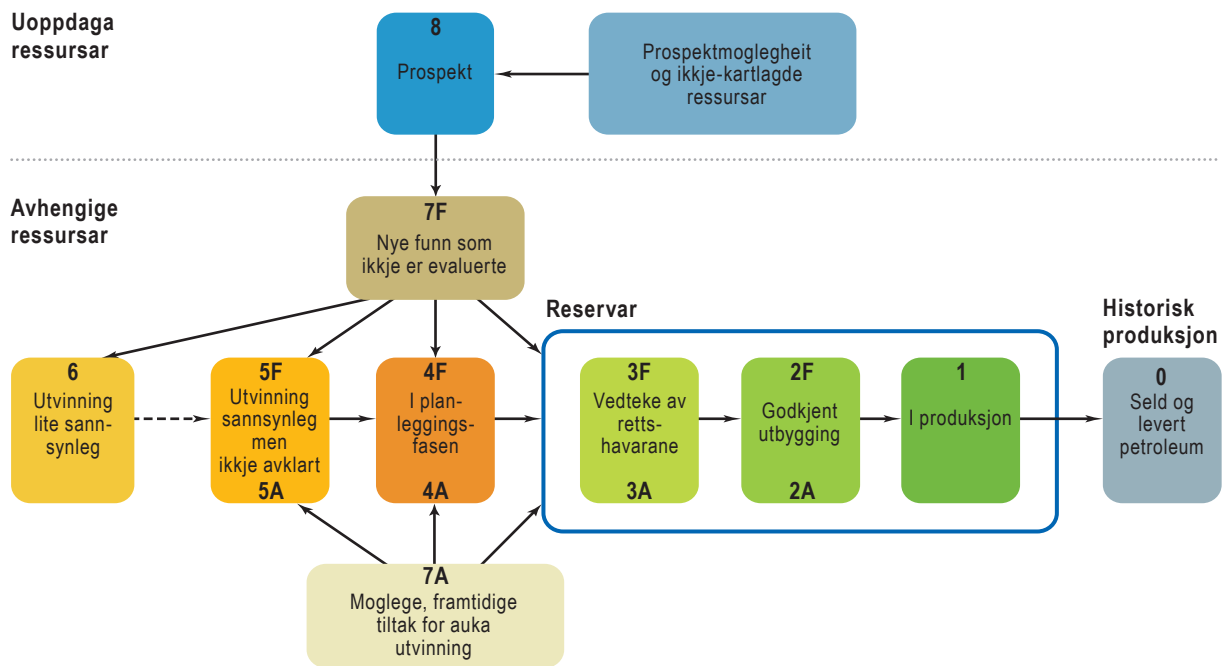 Uoppdaga
ressursar
8
Prospekt
Prospektmoglegheit
og ikkje-kartlagde
ressursar
Avhengige
ressursar
7F
Nye funn som
ikkje er evaluerte
Reservar
Historisk
produksjon
6
Utvinning
lite sann-
synleg
5F
Utvinning
sannsynleg
men
ikkje avklart
5A
4F
I plan-
leggings-
fasen
4A
3F
Vedteke av
retts-
havarane
3A
2F
Godkjent
utbygging
2A
1
I produksjon
0
Seld og
levert
petroleum
7A
Moglege, framtidige
tiltak for auka
utvinning